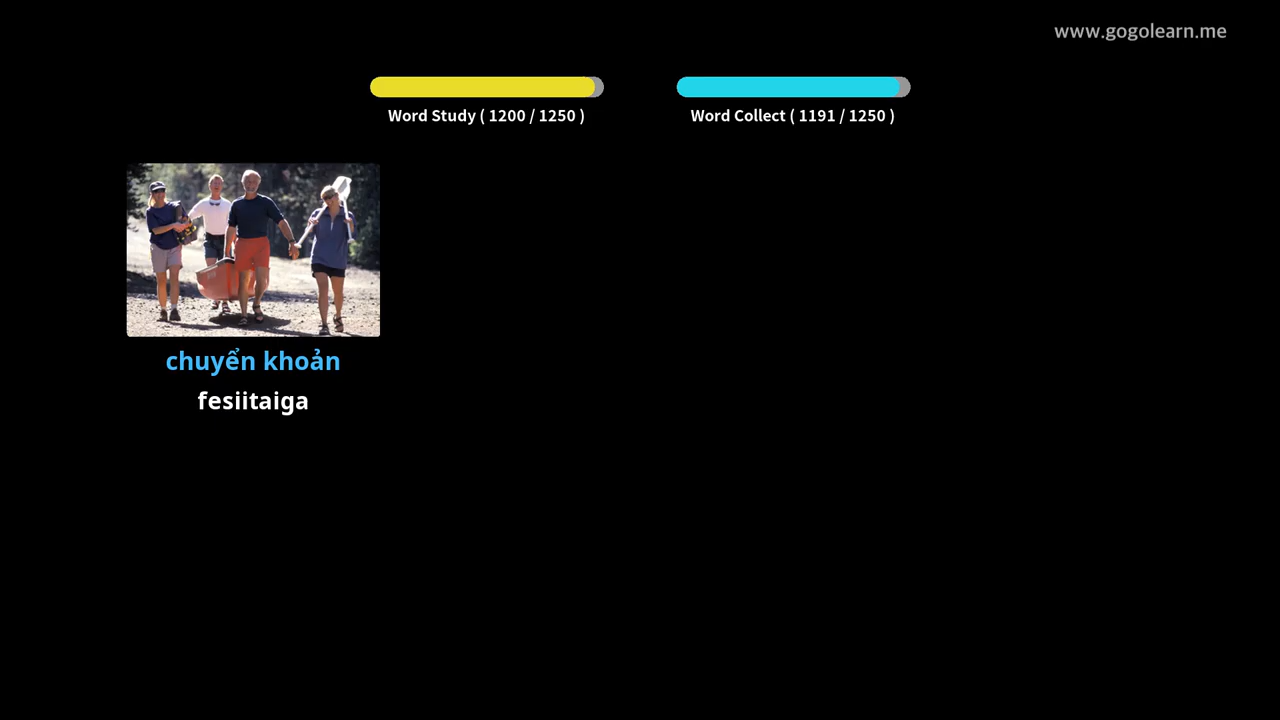 www.gogolearn.me
Word Study ( 1200 / 1250 )
Word Collect ( 1191 / 1250 )
chuyển khoản
fesiitaiga